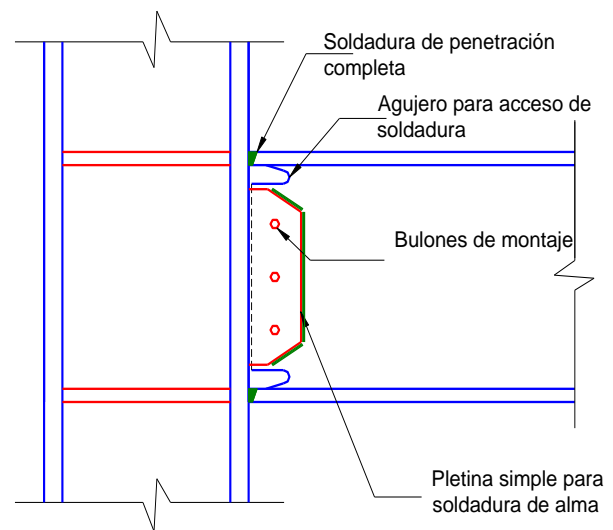 Soldadura de penetración
completa
Agujero para acceso de
soldadura
Bulones de montaje
Pletina simple para
soldadura de alma